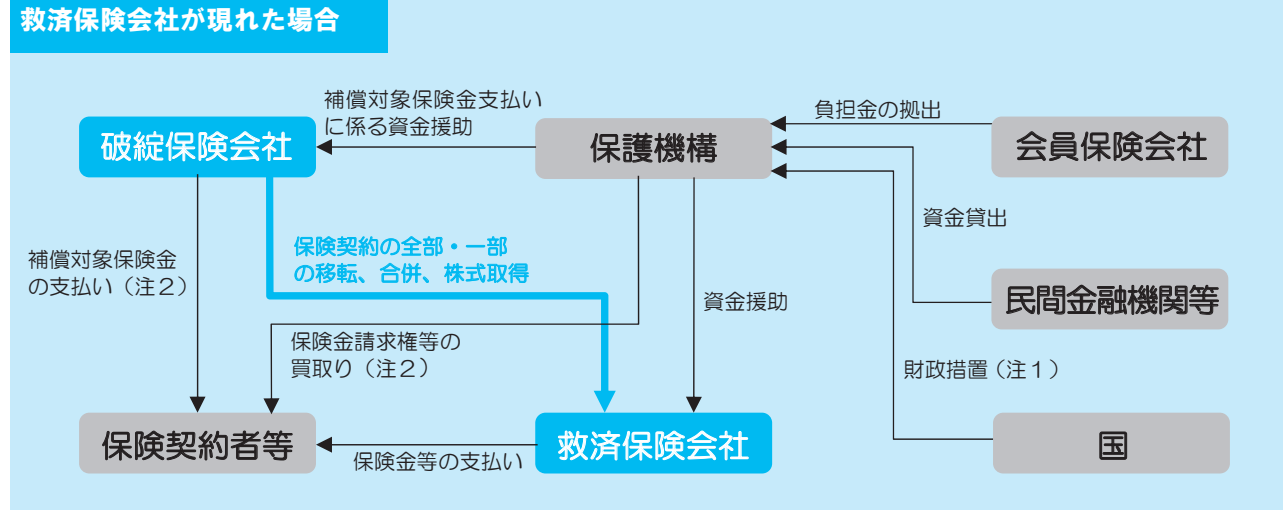 救済保険会社が現れた場合
補償対象保険金支払い
に係る資金援助
負担金の拠出
破綻保険会社
保護機構
会員保険会社
資金貸出
保険契約の全部・一部
の移転、合併、株式取得
補償対象保険金
の支払い（注２）
資金援助
民間金融機関等
保険金請求権等の
買取り（注２）
財政措置（注１）
保険契約者等
保険金等の支払い
救済保険会社
国